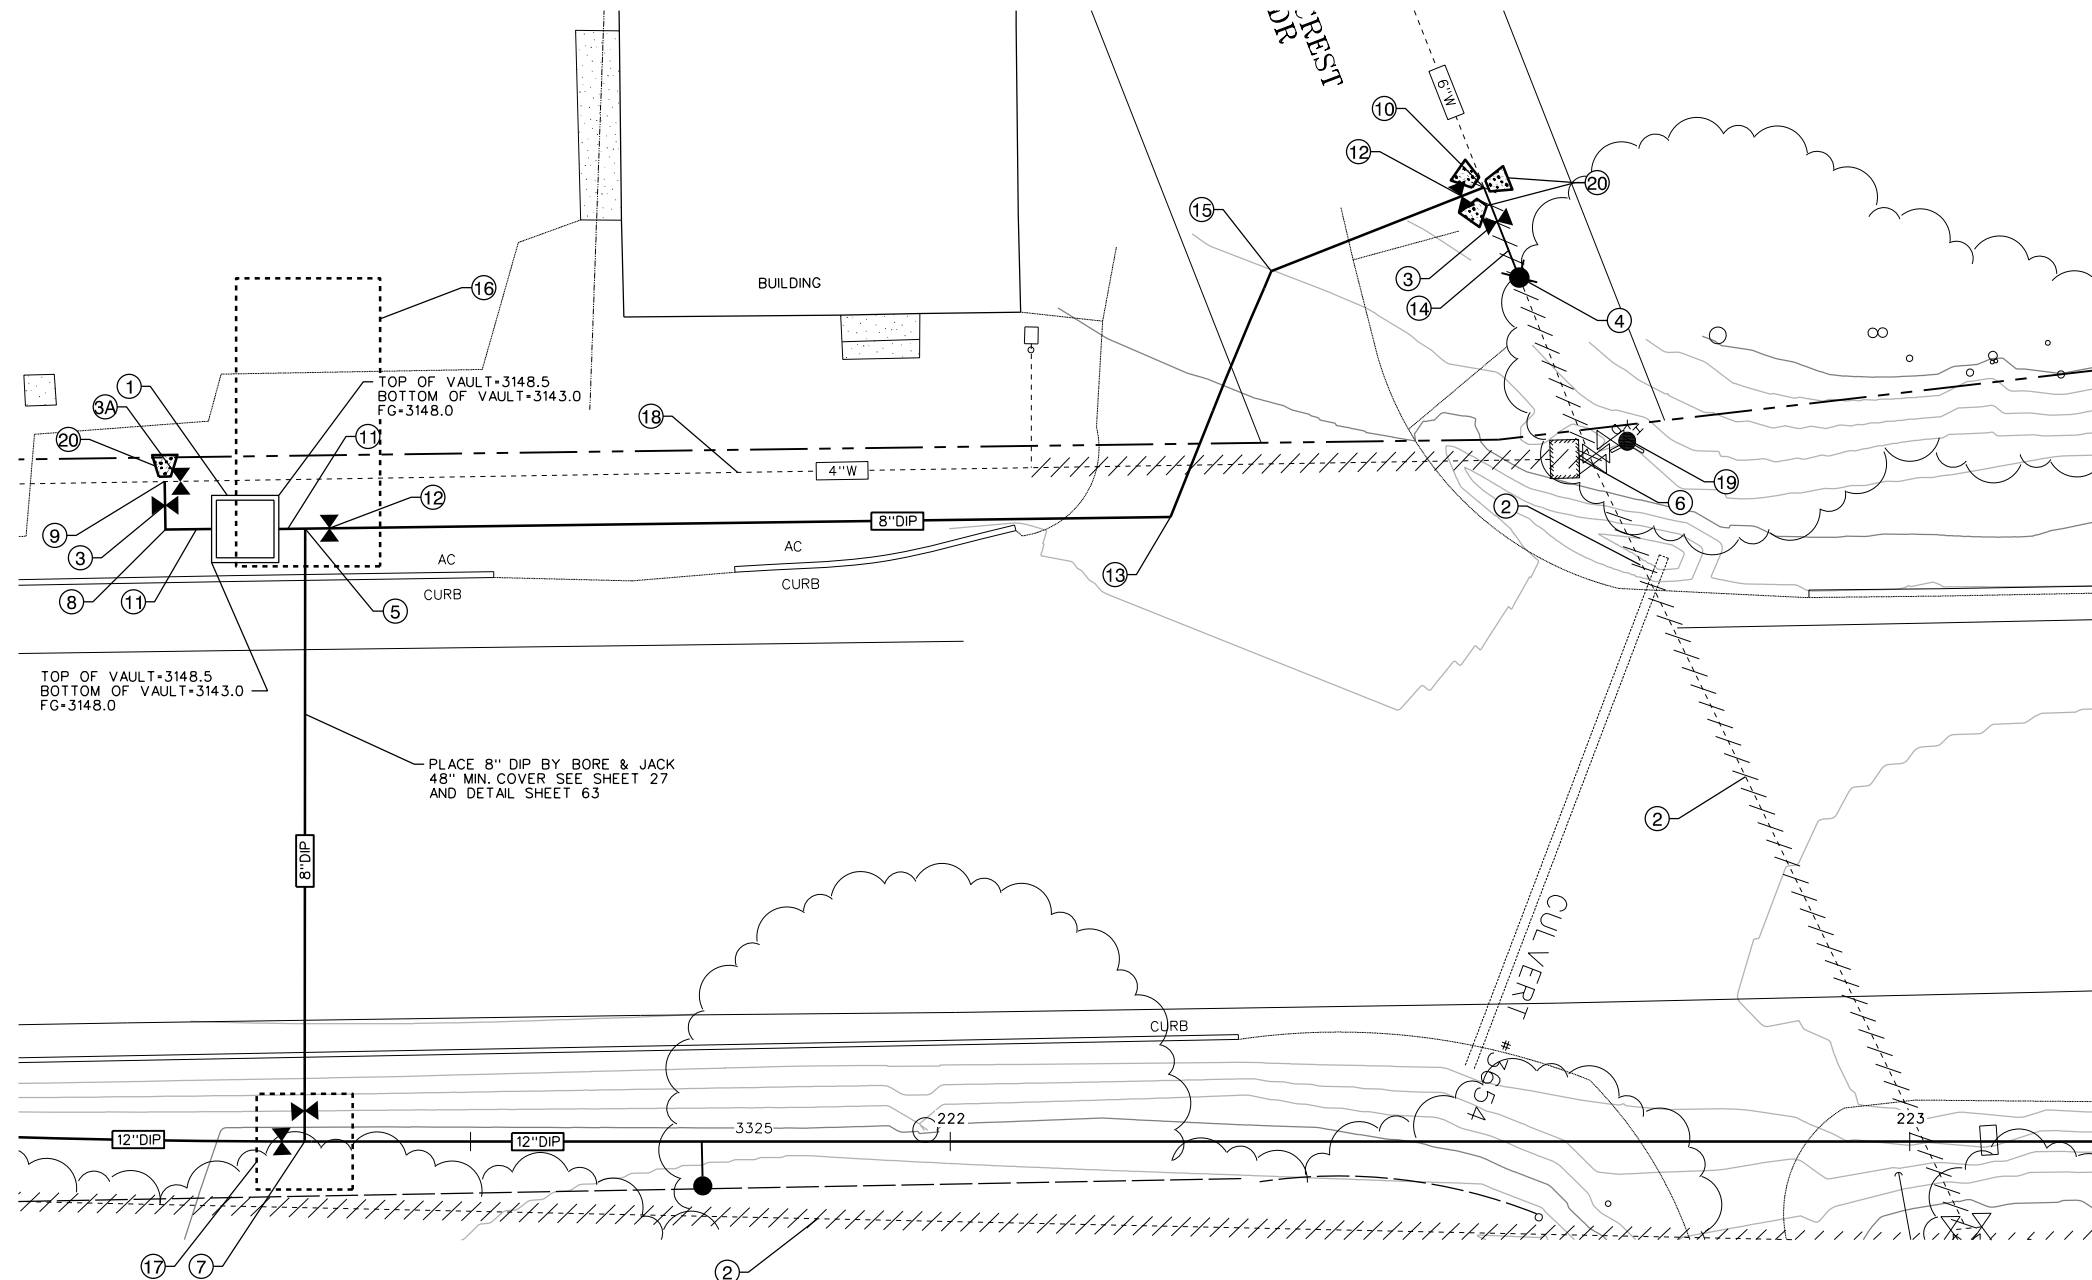 CREST
DR
6"W
10
12
20
15
3
14
4
16
BUILDING
1
3A
20
TOP OF VAULT=3148.5
BOTTOM OF VAULT=3143.0
FG=3148.0
11
18
4"W
12
19
6
2
9
3
8"DIP
AC
AC
13
8
11
CURB
CURB
5
TOP OF VAULT=3148.5
BOTTOM OF VAULT=3143.0
FG=3148.0
PLACE 8" DIP BY BORE & JACK
48" MIN. COVER SEE SHEET 27
AND DETAIL SHEET 63
2
8"DIP
CULVERT #3654
CURB
12"DIP
12"DIP
3325
222
223
17
7
2